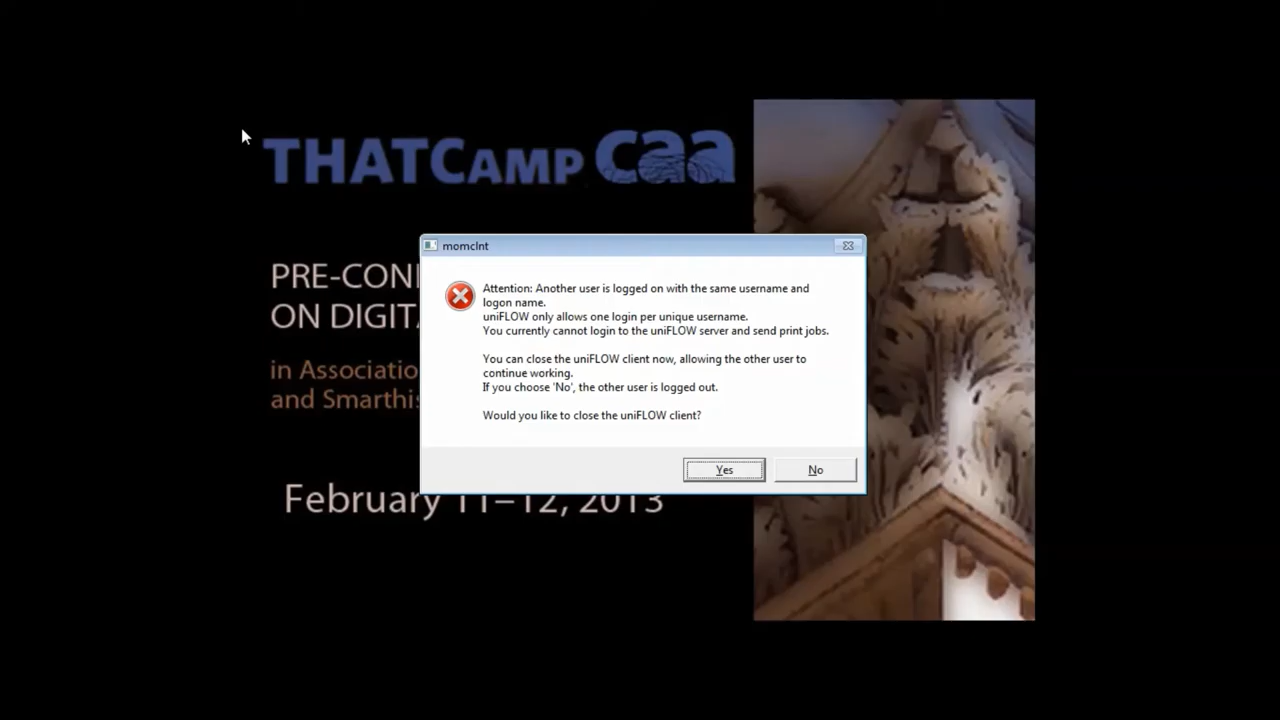 THATCAMP caa
momclnt
PRE-CON
ON DIGIT
in Associatio
and Smarthis
Attention: Another user is logged on with the same username and
logon name.
uniFLOW only allows one login per unique username.
You currently cannot login to the uniFLOW server and send print jobs.
You can close the uniFLOW client now, allowing the other user to
continue working.
If you choose 'No', the other user is logged out.
Would you like to close the uniFLOW client?
Yes No
February 11–12, 2013